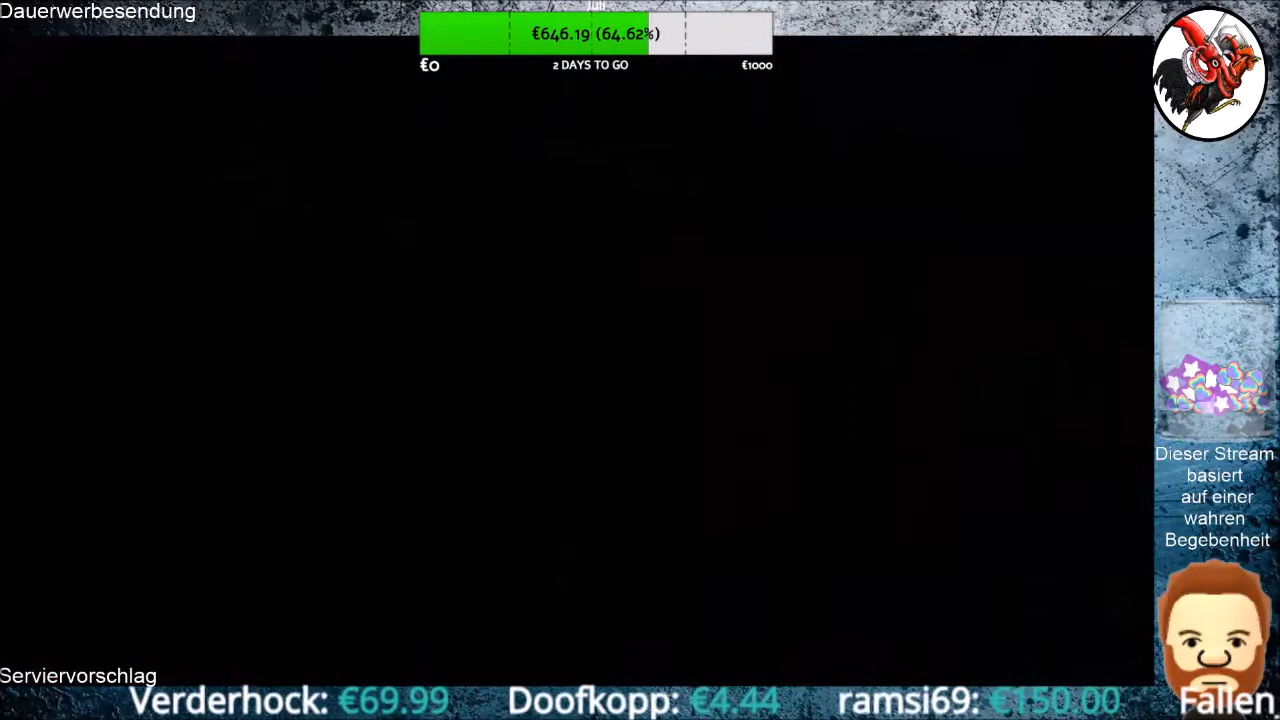 Dauerwerbesendung
Juli
€646.19 (64.62%)
€0
2 DAYS TO GO
€1000
Dieser Stream
basiert
auf einer
wahren
Begebenheit
Serviervorschlag
Verderhock: €69.99 Doofkopp: €4.44 ramsi69: €150.00 Fallen